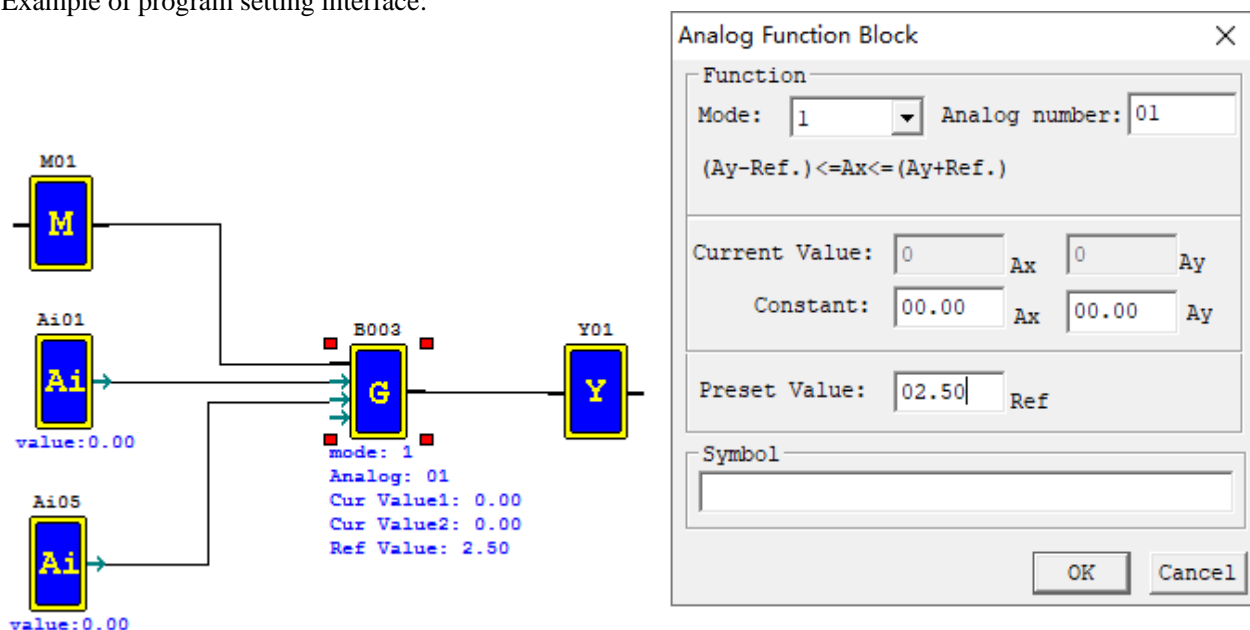 Example of program setting interface:
M01
M
Ai01
Ai
value:0.00
Ai05
Ai
value:0.00
B003
G
mode: 1
Analog: 01
Cur Value1: 0.00
Cur Value2: 0.00
Ref Value: 2.50
Y01
Y
Analog Function Block
Function
Mode: 1 Analog number: 01
(Ay-Ref.)<=Ax<=(Ay+Ref.)
Current Value: 0 Ax 0 Ay
Constant: 00.00 Ax 00.00 Ay
Preset Value: 02.50 Ref
Symbol
OK Cancel